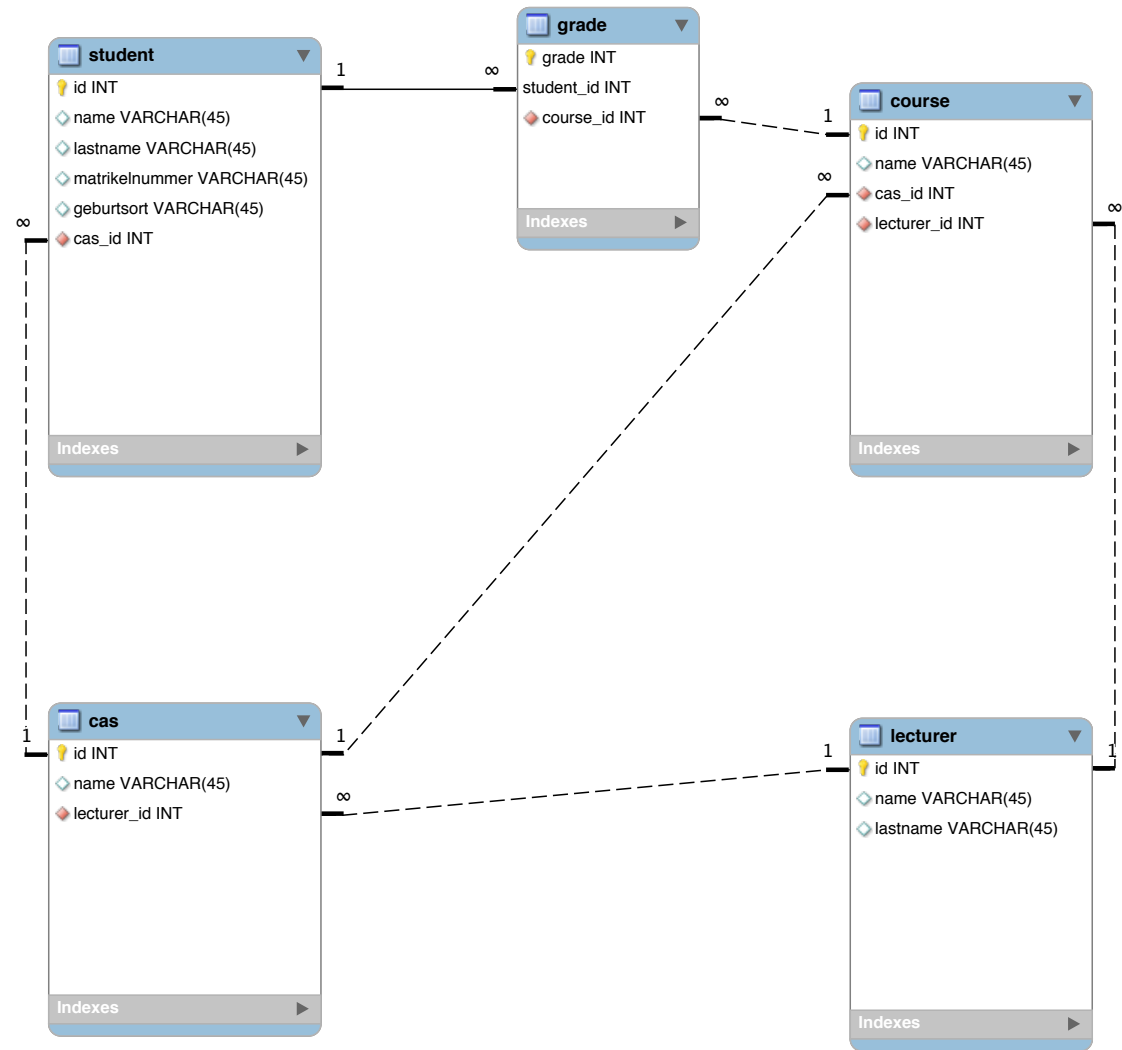 student
id INT
name VARCHAR(45)
lastname VARCHAR(45)
matrikelnummer VARCHAR(45)
geburtsort VARCHAR(45)
cas_id INT
Indexes
1
∞
∞
1
grade
grade INT
student_id INT
course_id INT
Indexes
∞
1
∞
∞
course
id INT
name VARCHAR(45)
cas_id INT
lecturer_id INT
Indexes
cas
id INT
name VARCHAR(45)
lecturer_id INT
Indexes
1
∞
1
1
lecturer
id INT
name VARCHAR(45)
lastname VARCHAR(45)
Indexes